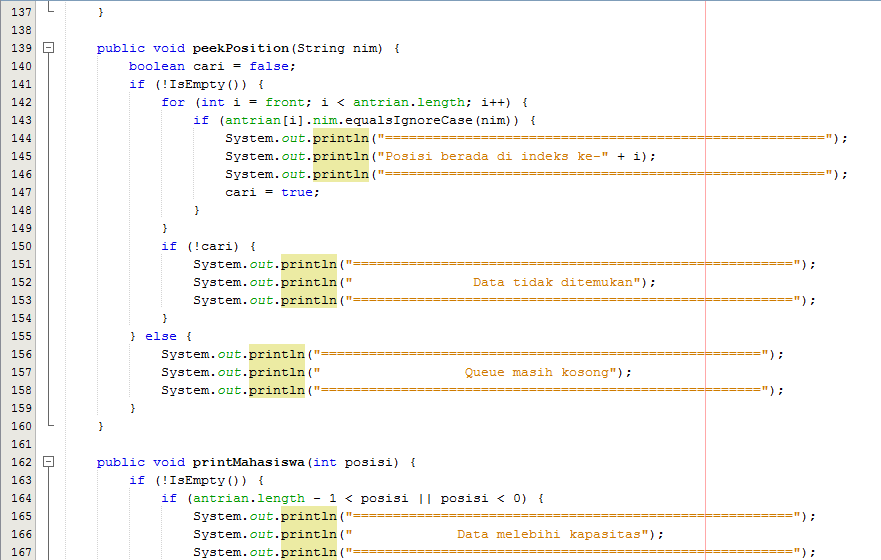 137         }
138
139         public void peekPosition(String nim) {
140             boolean cari = false;
141             if (!IsEmpty()) {
142                 for (int i = front; i < antrian.length; i++) {
143                     if (antrian[i].nim.equalsIgnoreCase(nim)) {
144                         System.out.println("=======================================================");
145                         System.out.println("Posisi berada di indeks ke-" + i);
146                         System.out.println("=======================================================");
147                         cari = true;
148                     }
149                 }
150                 if (!cari) {
151                     System.out.println("=======================================================");
152                     System.out.println("               Data tidak ditemukan");
153                     System.out.println("=======================================================");
154                 }
155             } else {
156                 System.out.println("=======================================================");
157                 System.out.println("                  Queue masih kosong");
158                 System.out.println("=======================================================");
159             }
160         }
161
162         public void printMahasiswa(int posisi) {
163             if (!IsEmpty()) {
164                 if (antrian.length - 1 < posisi || posisi < 0) {
165                     System.out.println("=======================================================");
166                     System.out.println("             Data melebihi kapasitas");
167                     System.out.println("=======================================================");